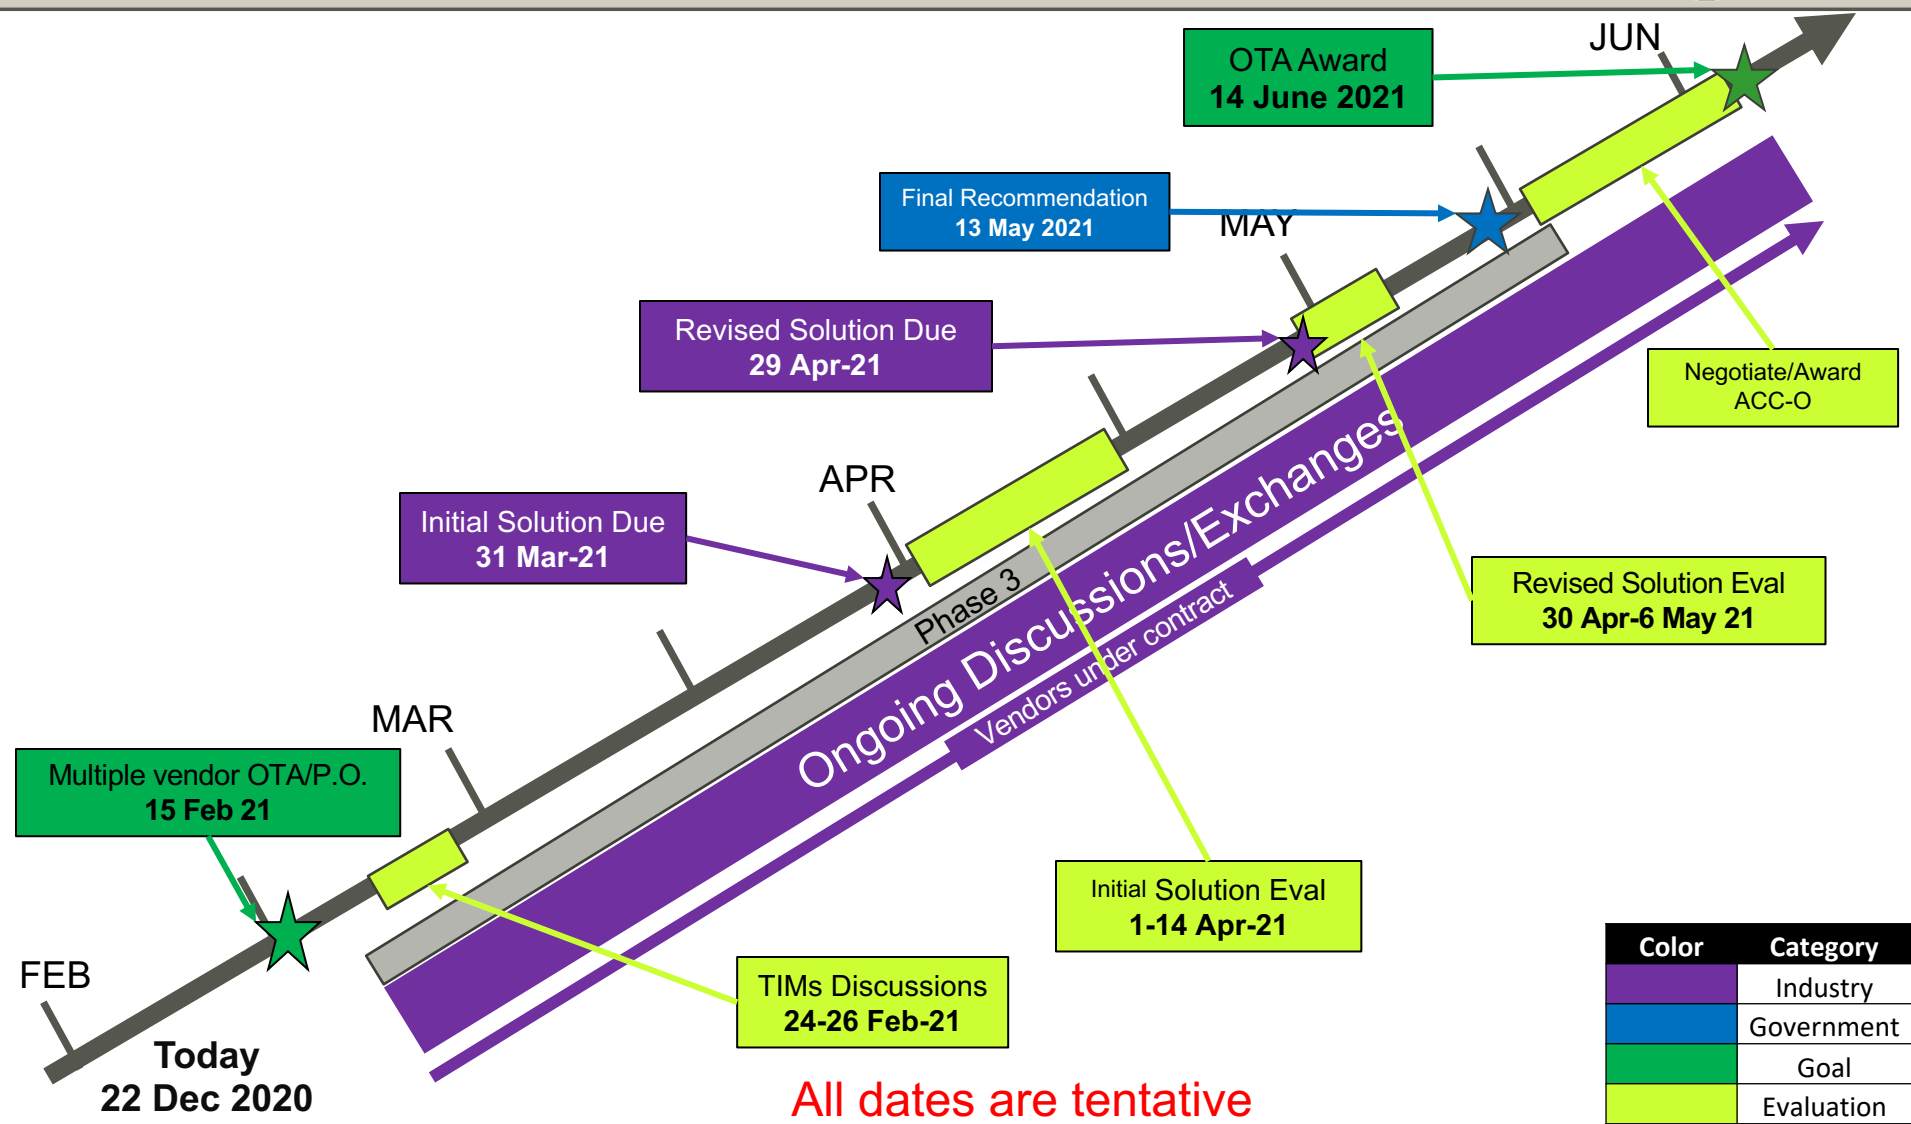 JUN
OTA Award
14 June 2021
Final Recommendation
13 May 2021
MAY
Revised Solution Due
29 Apr-21
Negotiate/Award
ACC-O
APR
Initial Solution Due
31 Mar-21
Revised Solution Eval
30 Apr-6 May 21
Phase 3
Ongoing Discussions/Exchanges
Vendors under contract
MAR
Multiple vendor OTA/P.O.
15 Feb 21
Initial Solution Eval
1-14 Apr-21
FEB
TIMs Discussions
24-26 Feb-21
Today
22 Dec 2020
All dates are tentative
Color Category
Industry
Government
Goal
Evaluation